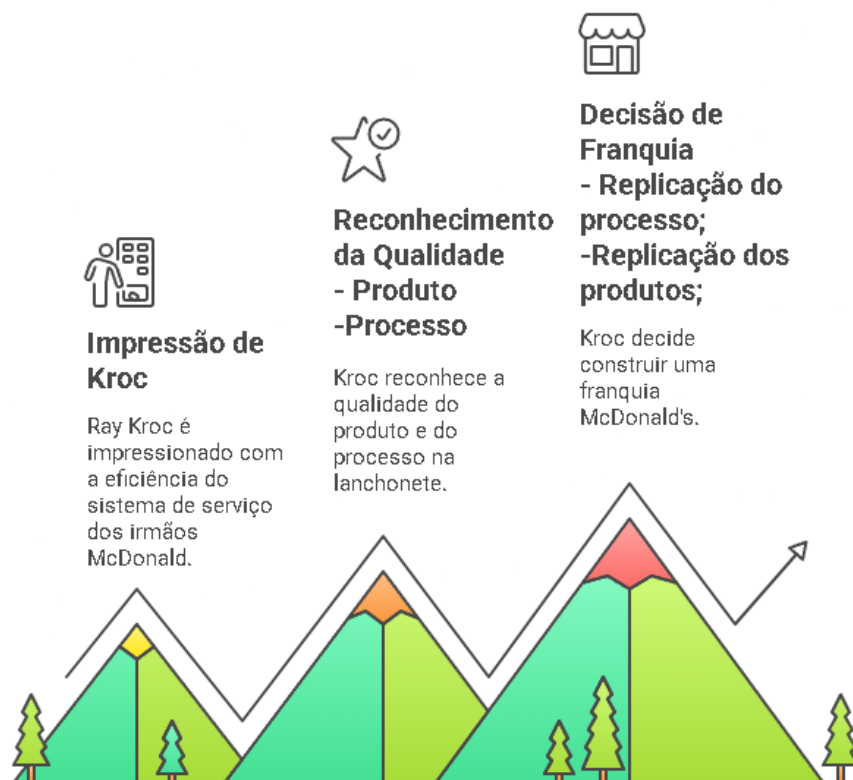 Impressão de
Kroc
Ray Kroc é
impressionado com
a eficiência do
sistema de serviço
dos irmãos
McDonald.
Reconhecimento
da Qualidade
- Produto
-Processo
Kroc reconhece a
qualidade do
produto e do
processo na
lanchonete.
Decisão de
Franquia
- Replicação do
processo;
-Replicação dos
produtos;
Kroc decide
construir uma
franquia
McDonald's.